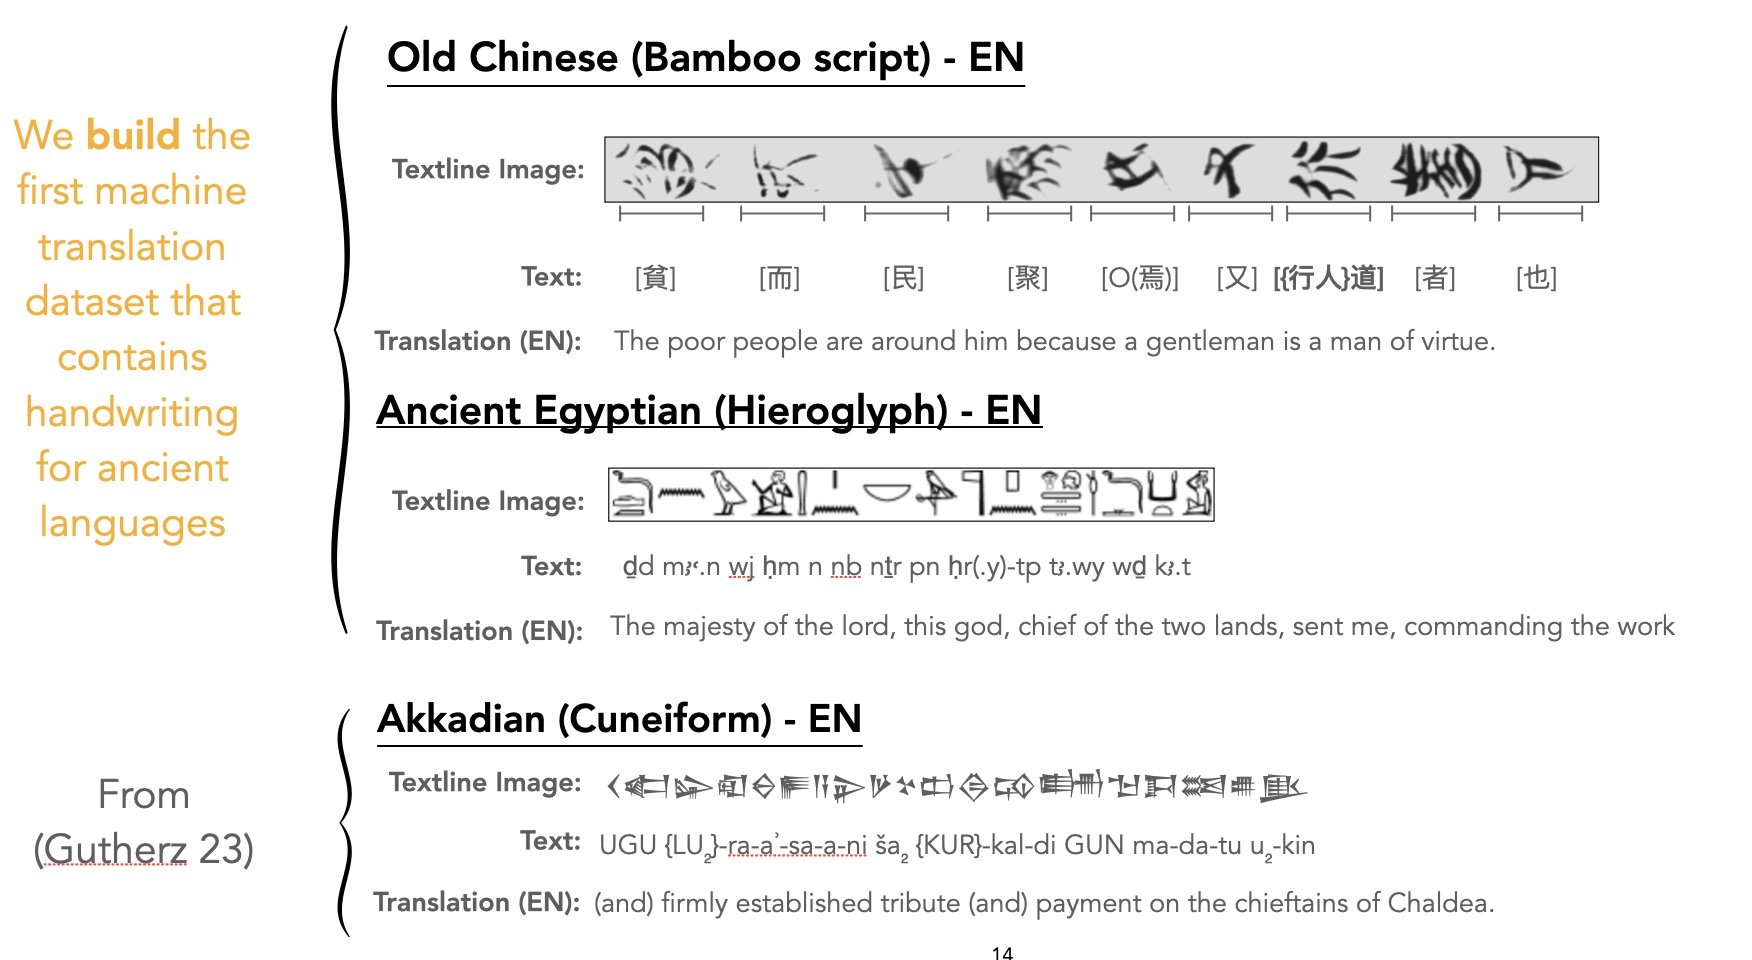 We build the
first machine
translation
dataset that
contains
handwriting
for ancient
languages
Old Chinese (Bamboo script) - EN
Textline Image:
Text: [貧] [而] [民] [聚] [O(焉)] [又] [{行人}道] [者] [也]
Translation (EN): The poor people are around him because a gentleman is a man of virtue.
Ancient Egyptian (Hieroglyph) - EN
Textline Image:
Text: ḏd mꜣꜥ.n wj ḥm n nb nṯr pn ḥr(.y)-tp tꜣ.wy wḏ kꜣ.t
Translation (EN): The majesty of the lord, this god, chief of the two lands, sent me, commanding the work
From
(Gutherz 23)
Akkadian (Cuneiform) - EN
Textline Image:
Text: UGU {LU₂}-ra-aʾ-sa-a-ni ša₂ {KUR}-kal-di GUN ma-da-tu u₂-kin
Translation (EN): (and) firmly established tribute (and) payment on the chieftains of Chaldea.
14